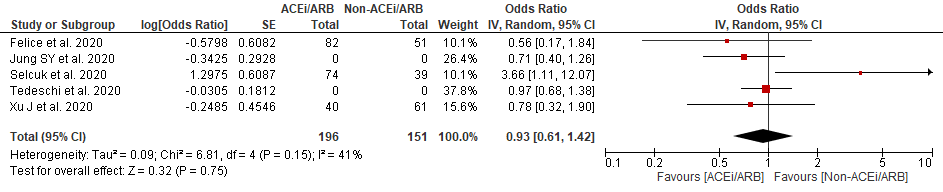 ACEi/ARB Non-ACEi/ARB Odds Ratio Odds Ratio
Study or Subgroup log[Odds Ratio] SE Total Total Weight IV, Random, 95% CI IV, Random, 95% CI
Felice et al. 2020 -0.5798 0.6082 82 51 10.1% 0.56 [0.17, 1.84]
Jung SY et al. 2020 -0.3425 0.2928 0 0 26.4% 0.71 [0.40, 1.26]
Selcuk et al. 2020 1.2975 0.6087 74 39 10.1% 3.66 [1.11, 12.07]
Tedeschi et al. 2020 -0.0305 0.1812 0 0 37.8% 0.97 [0.68, 1.38]
Xu J et al. 2020 -0.2485 0.4546 40 61 15.6% 0.78 [0.32, 1.90]
Total (95% CI) 196 151 100.0% 0.93 [0.61, 1.42]
Heterogeneity: Tau² = 0.09; Chi² = 6.81, df = 4 (P = 0.15); I² = 41%
Test for overall effect: Z = 0.32 (P = 0.75)
0.1 0.2 0.5 1 2 5 10
Favours [ACEi/ARB] Favours [Non-ACEi/ARB]